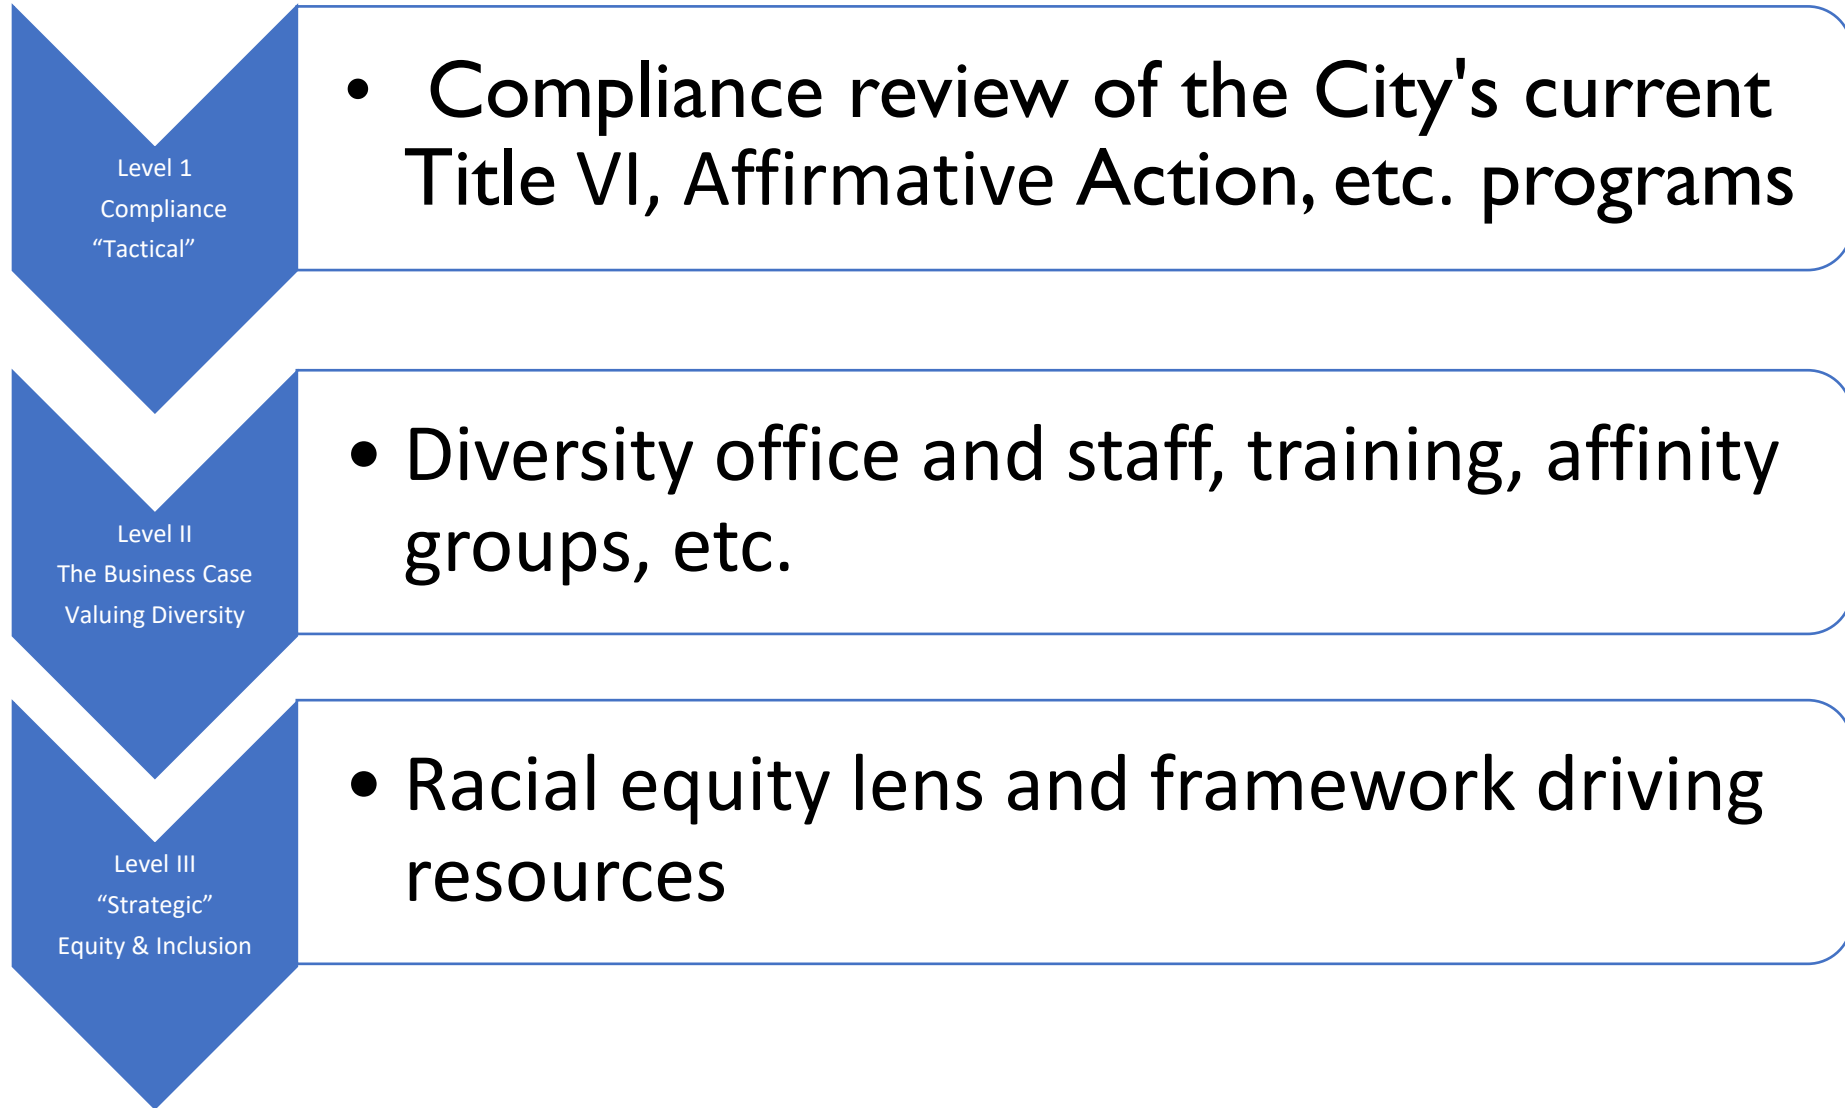 Level 1
Compliance
“Tactical”
• Compliance review of the City's current
Title VI, Affirmative Action, etc. programs
Level II
The Business Case
Valuing Diversity
• Diversity office and staff, training, affinity
groups, etc.
Level III
“Strategic”
Equity & Inclusion
• Racial equity lens and framework driving
resources